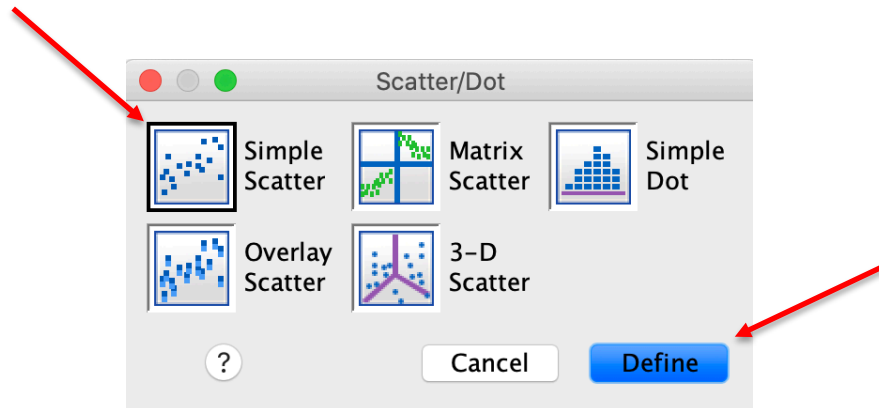 Scatter/Dot
Simple
Scatter
Matrix
Scatter
Simple
Dot
Overlay
Scatter
3-D
Scatter
?
Cancel
Define